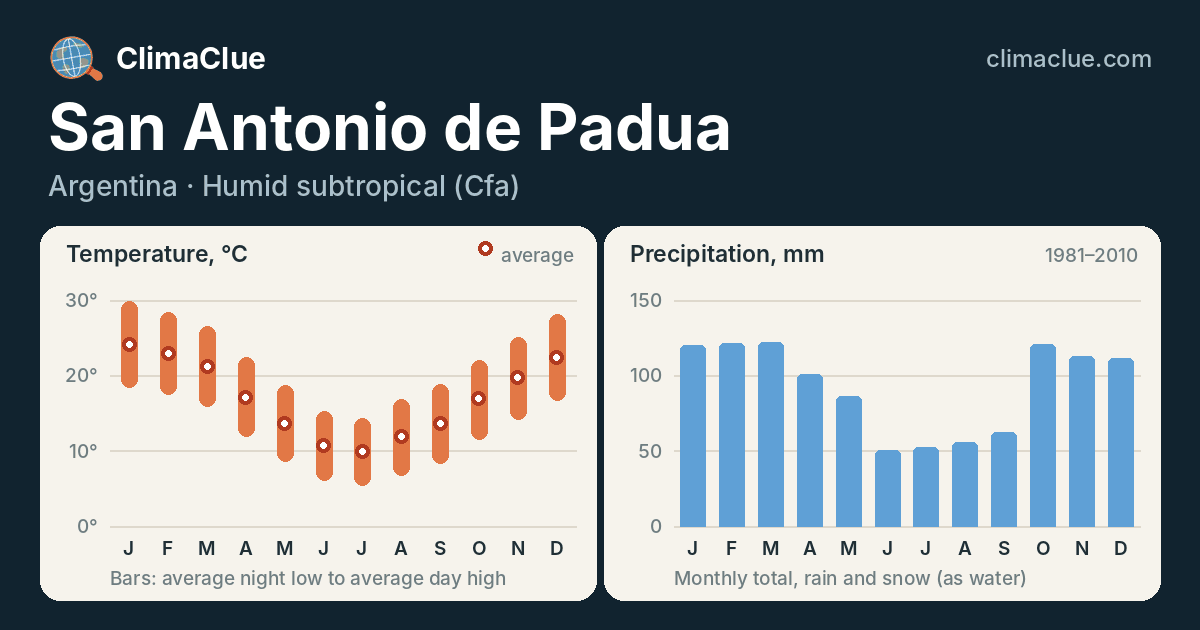 ClimaClue
climaclue.com
San Antonio de Padua
Argentina · Humid subtropical (Cfa)
Temperature, °C
average
30°
20°
10°
0°
J F M A M J J A S O N D
Bars: average night low to average day high
Precipitation, mm
1981–2010
150
100
50
0
J F M A M J J A S O N D
Monthly total, rain and snow (as water)